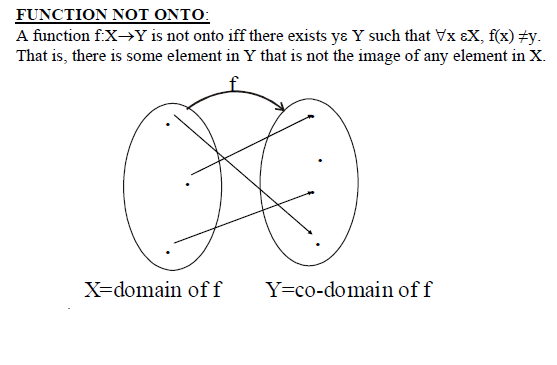 FUNCTION NOT ONTO:
A function f:X→Y is not onto iff there exists yε Y such that ∀x εX, f(x) ≠y.
That is, there is some element in Y that is not the image of any element in X.
f
X=domain of f Y=co-domain of f